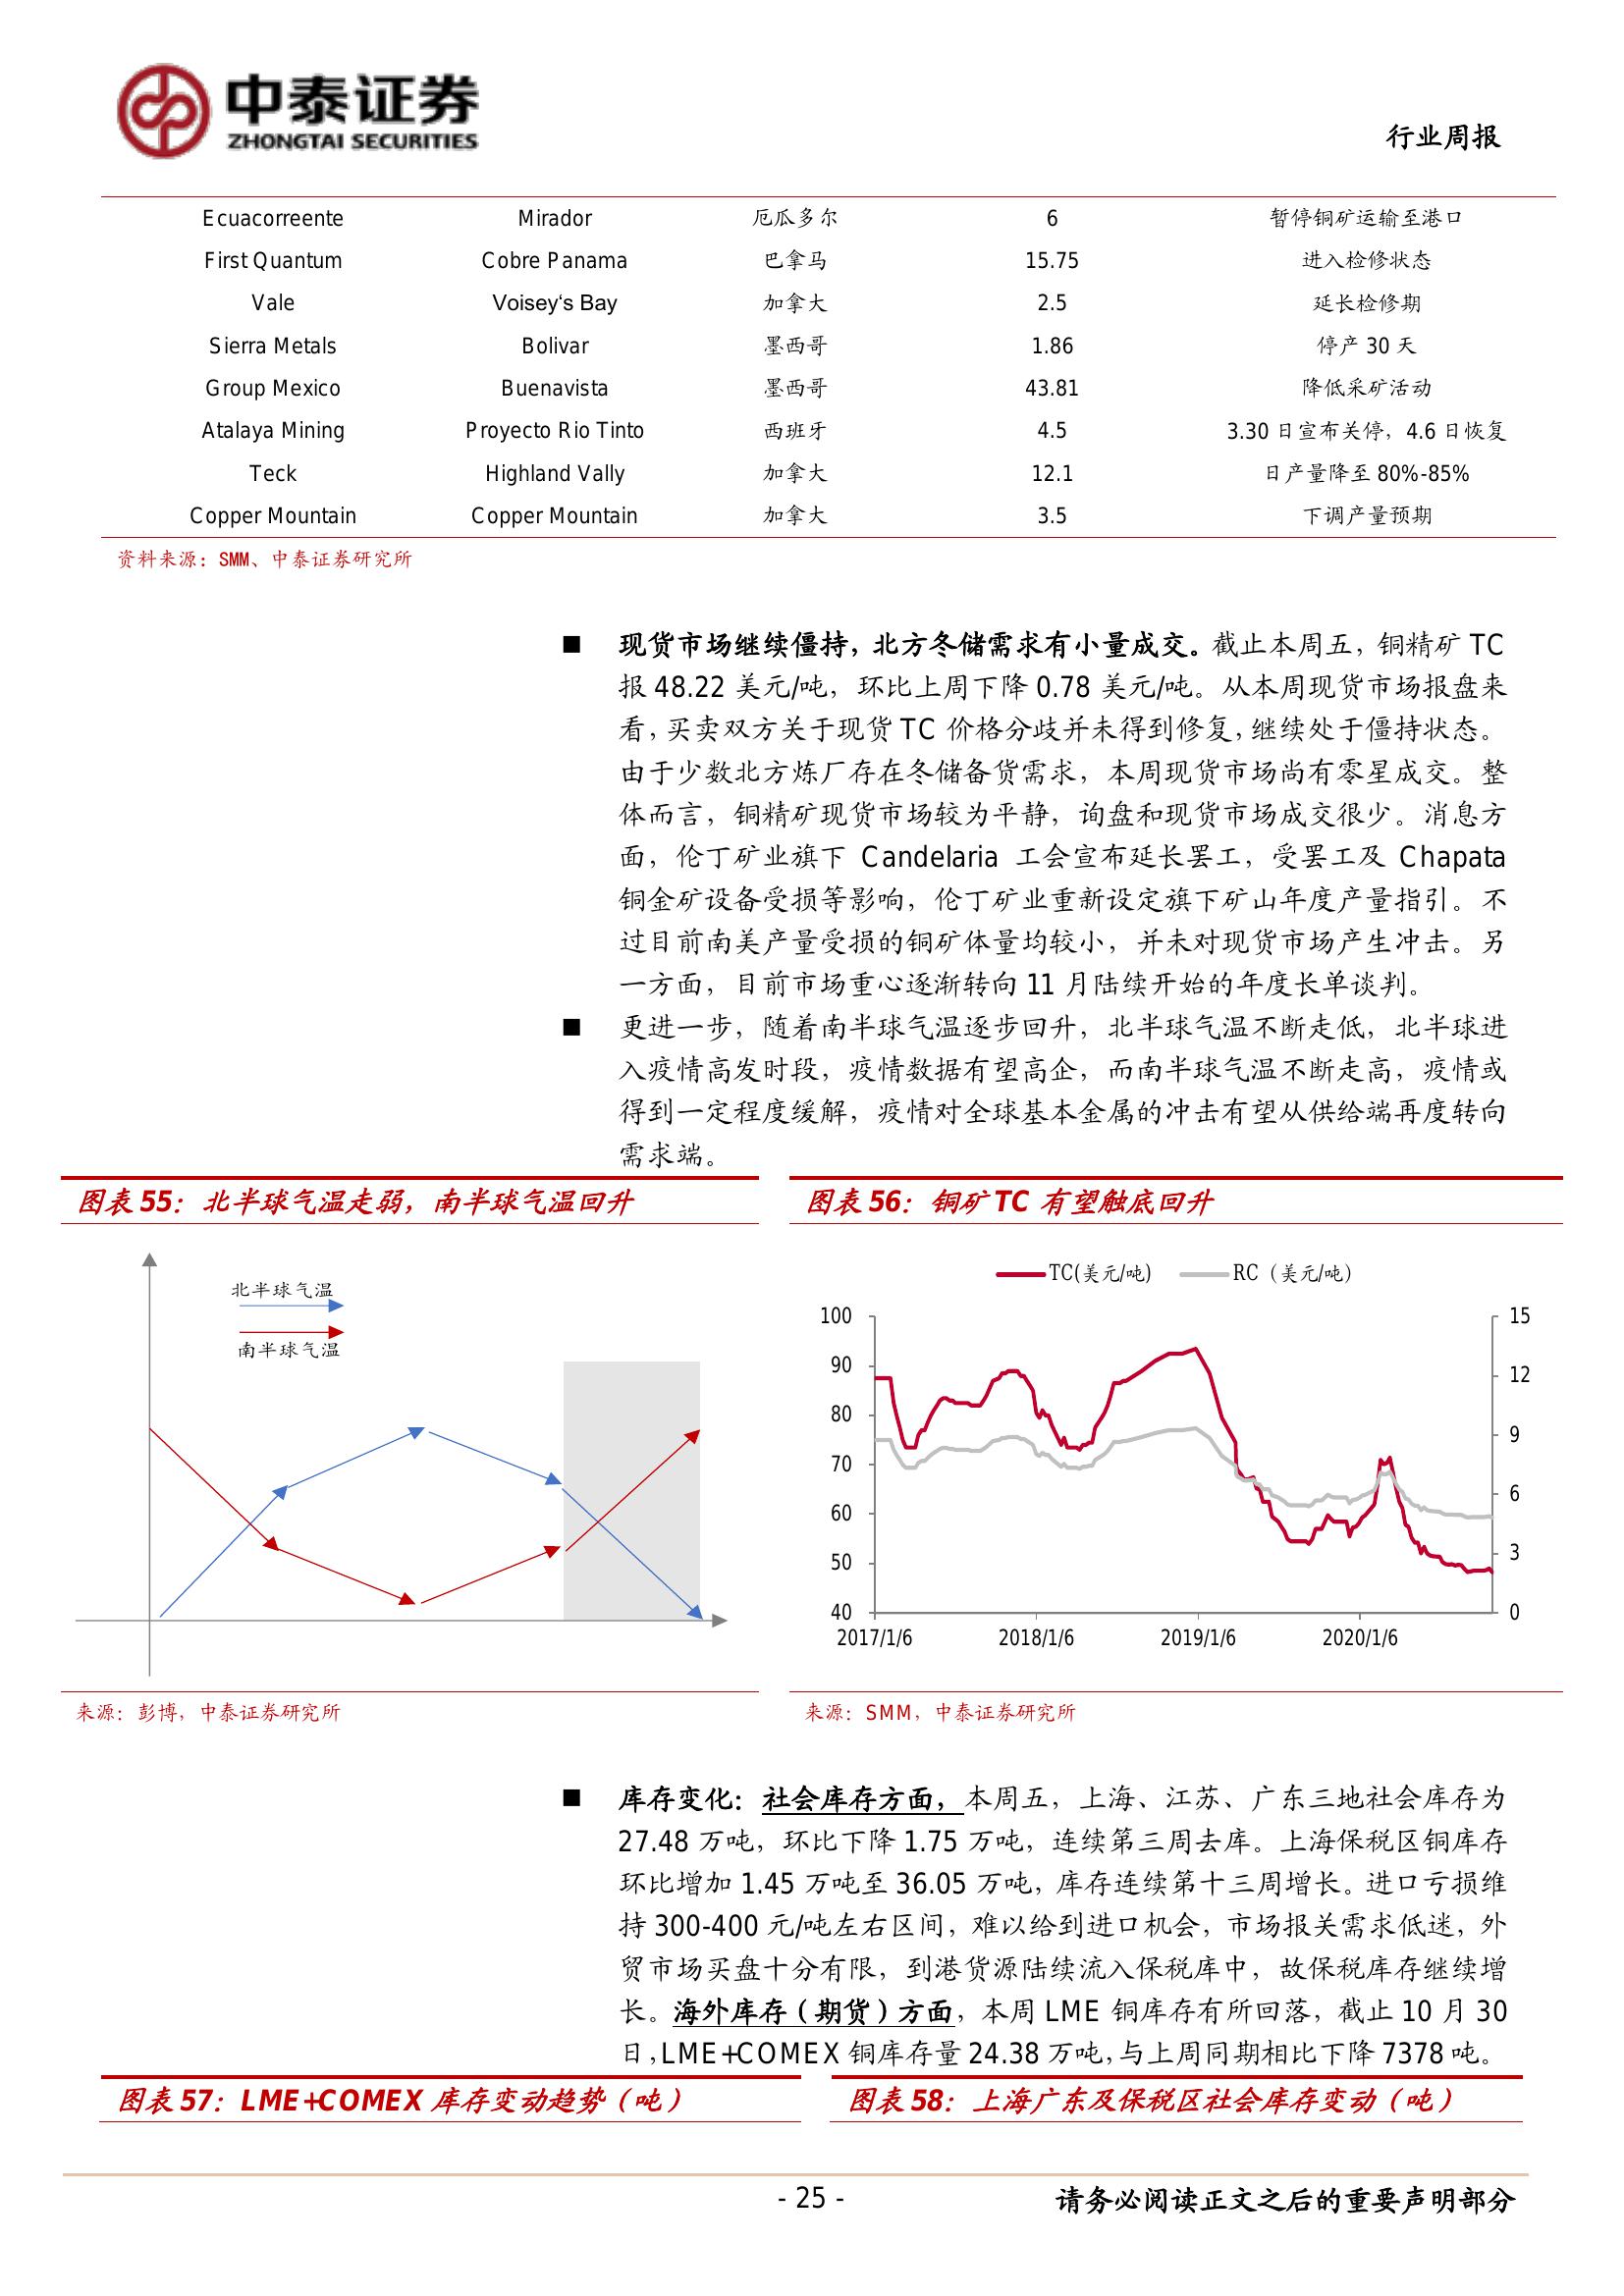 中泰证券
ZHONGTAI SECURITIES
行业周报
Ecuacorreente Mirador 厄瓜多尔 6 暂停铜矿运输至港口
First Quantum Cobre Panama 巴拿马 15.75 进入检修状态
Vale Voisey‘s Bay 加拿大 2.5 延长检修期
Sierra Metals Bolivar 墨西哥 1.86 停产 30 天
Group Mexico Buenavista 墨西哥 43.81 降低采矿活动
Atalaya Mining Proyecto Rio Tinto 西班牙 4.5 3.30 日宣布关停，4.6 日恢复
Teck Highland Vally 加拿大 12.1 日产量降至 80%-85%
Copper Mountain Copper Mountain 加拿大 3.5 下调产量预期
资料来源：SMM、中泰证券研究所
■ 现货市场继续僵持，北方冬储需求有小量成交。截止本周五，铜精矿 TC
报 48.22 美元/吨，环比上周下降 0.78 美元/吨。从本周现货市场报盘来
看，买卖双方关于现货 TC 价格分歧并未得到修复，继续处于僵持状态。
由于少数北方炼厂存在冬储备货需求，本周现货市场尚有零星成交。整
体而言，铜精矿现货市场较为平静，询盘和现货市场成交很少。消息方
面，伦丁矿业旗下 Candelaria 工会宣布延长罢工，受罢工及 Chapata
铜金矿设备受损等影响，伦丁矿业重新设定旗下矿山年度产量指引。不
过目前南美产量受损的铜矿体量均较小，并未对现货市场产生冲击。另
一方面，目前市场重心逐渐转向 11 月陆续开始的年度长单谈判。
■ 更进一步，随着南半球气温逐步回升，北半球气温不断走低，北半球进
入疫情高发时段，疫情数据有望高企，而南半球气温不断走高，疫情或
得到一定程度缓解，疫情对全球基本金属的冲击有望从供给端再度转向
需求端。
图表 55：北半球气温走弱，南半球气温回升
北半球气温
南半球气温
来源：彭博，中泰证券研究所
图表 56：铜矿 TC 有望触底回升
TC(美元/吨) RC（美元/吨）
100 15
90 12
80
70 9
60 6
50 3
40 0
2017/1/6 2018/1/6 2019/1/6 2020/1/6
来源：SMM，中泰证券研究所
■ 库存变化：社会库存方面，本周五，上海、江苏、广东三地社会库存为
27.48 万吨，环比下降 1.75 万吨，连续第三周去库。上海保税区铜库存
环比增加 1.45 万吨至 36.05 万吨，库存连续第十三周增长。进口亏损维
持 300-400 元/吨左右区间，难以给到进口机会，市场报关需求低迷，外
贸市场买盘十分有限，到港货源陆续流入保税库中，故保税库存继续增
长。海外库存（期货）方面，本周 LME 铜库存有所回落，截止 10 月 30
日，LME+COMEX 铜库存量 24.38 万吨，与上周同期相比下降 7378 吨。
图表 57：LME+COMEX 库存变动趋势（吨）
图表 58：上海广东及保税区社会库存变动（吨）
- 25 -
请务必阅读正文之后的重要声明部分